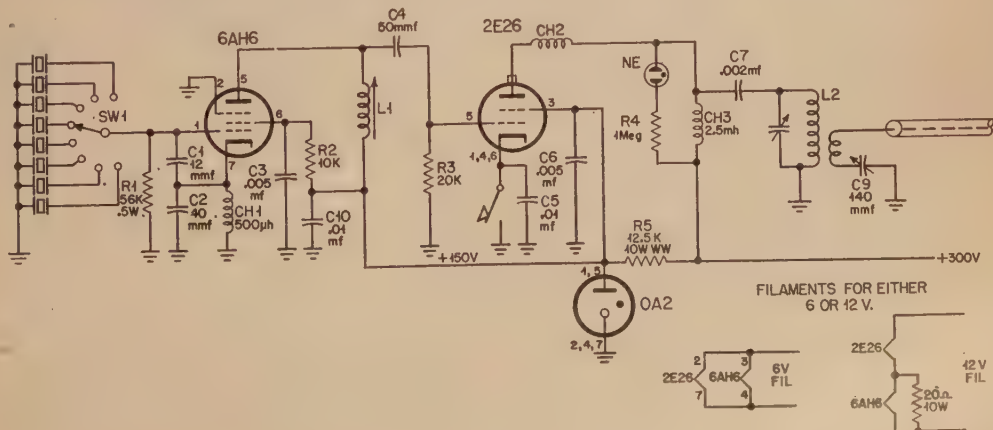 6AH6
C4
50mmf
2E26
CH2
NE
C7
.002mf
L2
SW1
2
5
1
6
7
L1
R2
10K
C1
12
mmf
R1
56K
.5W
C2
40
mmf
CH1
500µh
C3
.005
mf
C10
.01
mf
R3
20K
5
3
1,4,6
C6
.005
mf
C5
.01
mf
R4
1Meg
CH3
2.5mh
C9
140
mmf
R5
12.5K
10W WW
+150V
+300V
1,5
OA2
2,4,7
FILAMENTS FOR EITHER
6 OR 12 V.
2
2E26
7
3
6AH6
4
6V
FIL
2E26
6AH6
20Ω
10W
12V
FIL